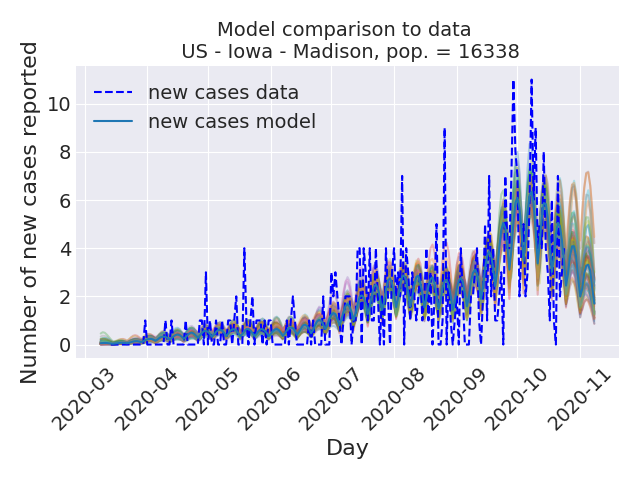 Model comparison to data
US - Iowa - Madison, pop. = 16338
Number of new cases reported
new cases data
new cases model
10
8
6
4
2
0
2020-03
2020-04
2020-05
2020-06
2020-07
2020-08
2020-09
2020-10
2020-11
Day